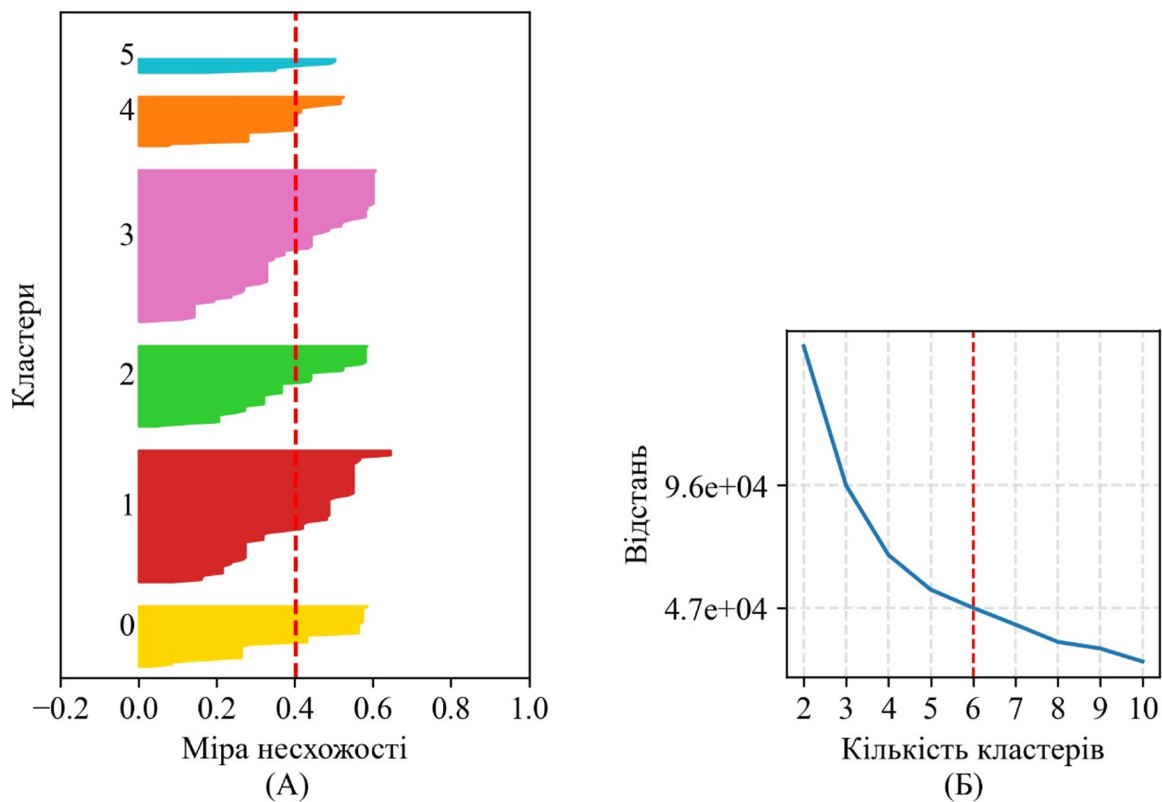 5
4
3
2
1
0
Кластери
−0.2 0.0 0.2 0.4 0.6 0.8 1.0
Міра несхожості
(А)
9.6e+04
4.7e+04
Відстань
2 3 4 5 6 7 8 9 10
Кількість кластерів
(Б)